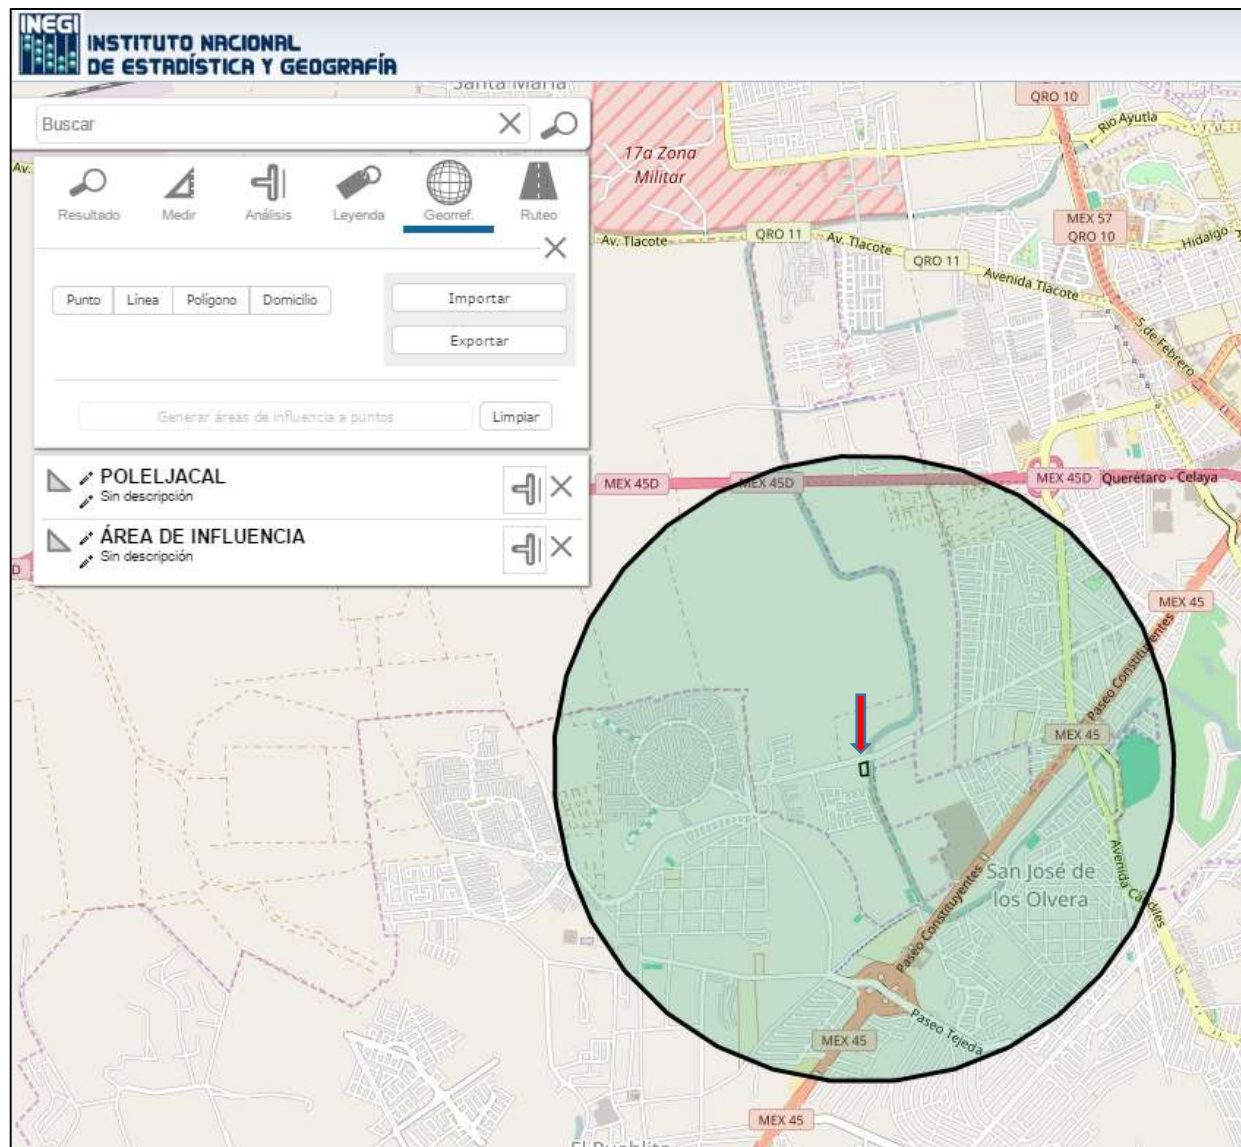 INEGI
INSTITUTO NACIONAL
DE ESTADÍSTICA Y GEOGRAFÍA
Santa María
Buscar
Resultado
Medir
Análisis
Leyenda
Georref.
Ruteo
Punto
Línea
Polígono
Domicilio
Importar
Exportar
Generar áreas de influencia a puntos
Limpiar
POLELJACAL
Sin descripción
ÁREA DE INFLUENCIA
Sin descripción
Av.
17a Zona
Militar
QRO 10
Rio Ayutla
MEX 57
QRO 10
Hidalgo
Av. Tlacote
QRO 11
Av. Tlacote
QRO 11
Avenida Tlacote
5 de Febrero
MEX 45D
MEX 45D
MEX 45D
Querétaro - Celaya
D
MEX 45
Paseo Constituyentes
MEX 45
San José de
los Olvera
Paseo Constituyentes
Avenida Candiles
Paseo Tejeda
MEX 45
MEX 45
El Pueblito